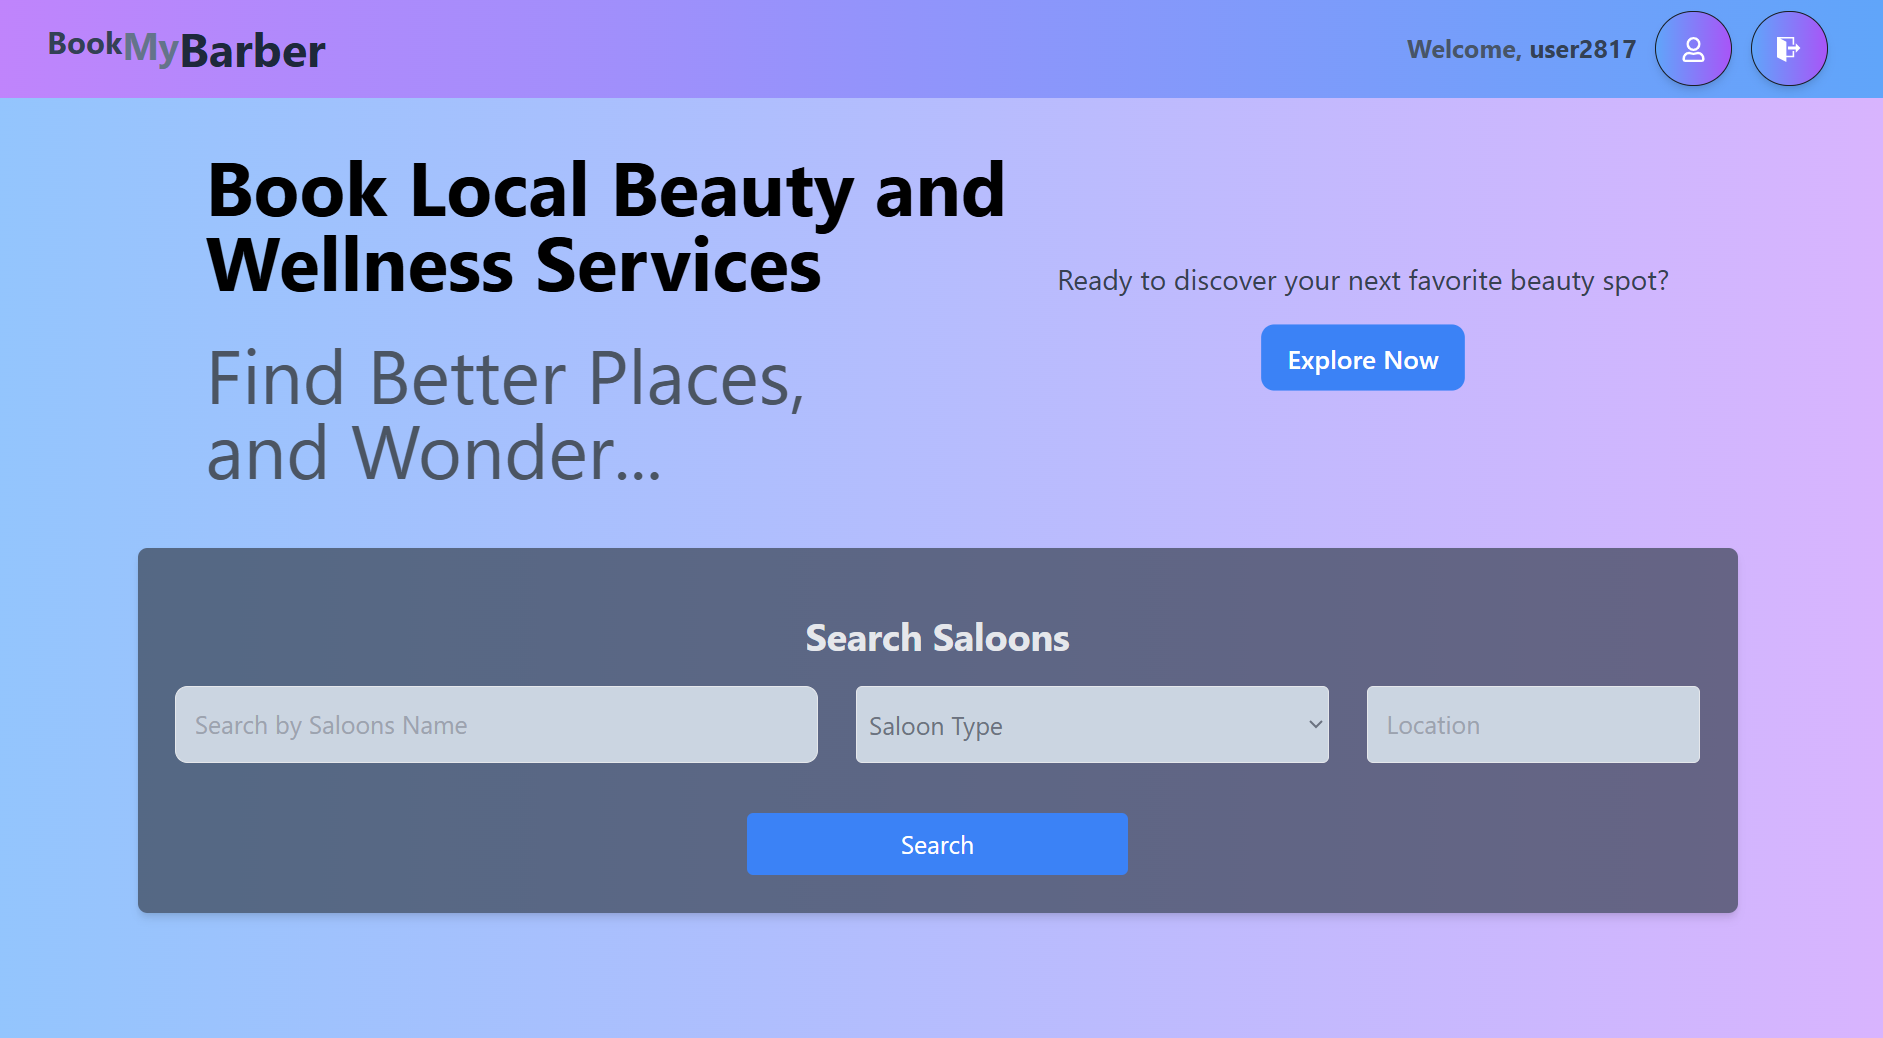 BookMyBarber
Welcome, user2817
Book Local Beauty and
Wellness Services
Find Better Places,
and Wonder...
Ready to discover your next favorite beauty spot?
Explore Now
Search Saloons
Search by Saloons Name
Saloon Type
Location
Search